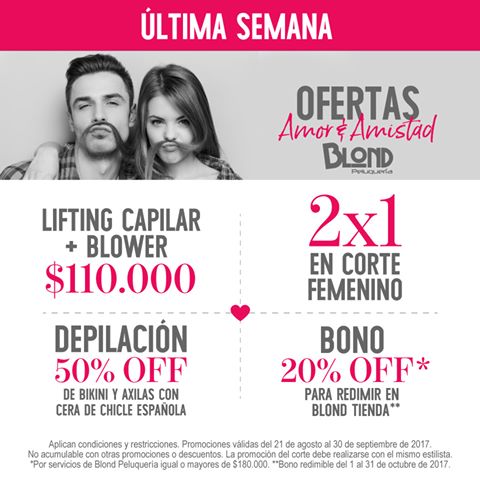 ÚLTIMA SEMANA
OFERTAS
Amor & Amistad
BLOND
Peluquería
LIFTING CAPILAR
+ BLOWER
$110.000
2x1
EN CORTE
FEMENINO
DEPILACIÓN
50% OFF
DE BIKINI Y AXILAS CON
CERA DE CHICLE ESPAÑOLA
BONO
20% OFF*
PARA REDIMIR EN
BLOND TIENDA**
Aplican condiciones y restricciones. Promociones válidas del 21 de agosto al 30 de septiembre de 2017.
No acumulable con otras promociones o descuentos. La promoción del corte debe realizarse con el mismo estilista.
*Por servicios de Blond Peluquería igual o mayores de $180.000. **Bono redimible del 1 al 31 de octubre de 2017.